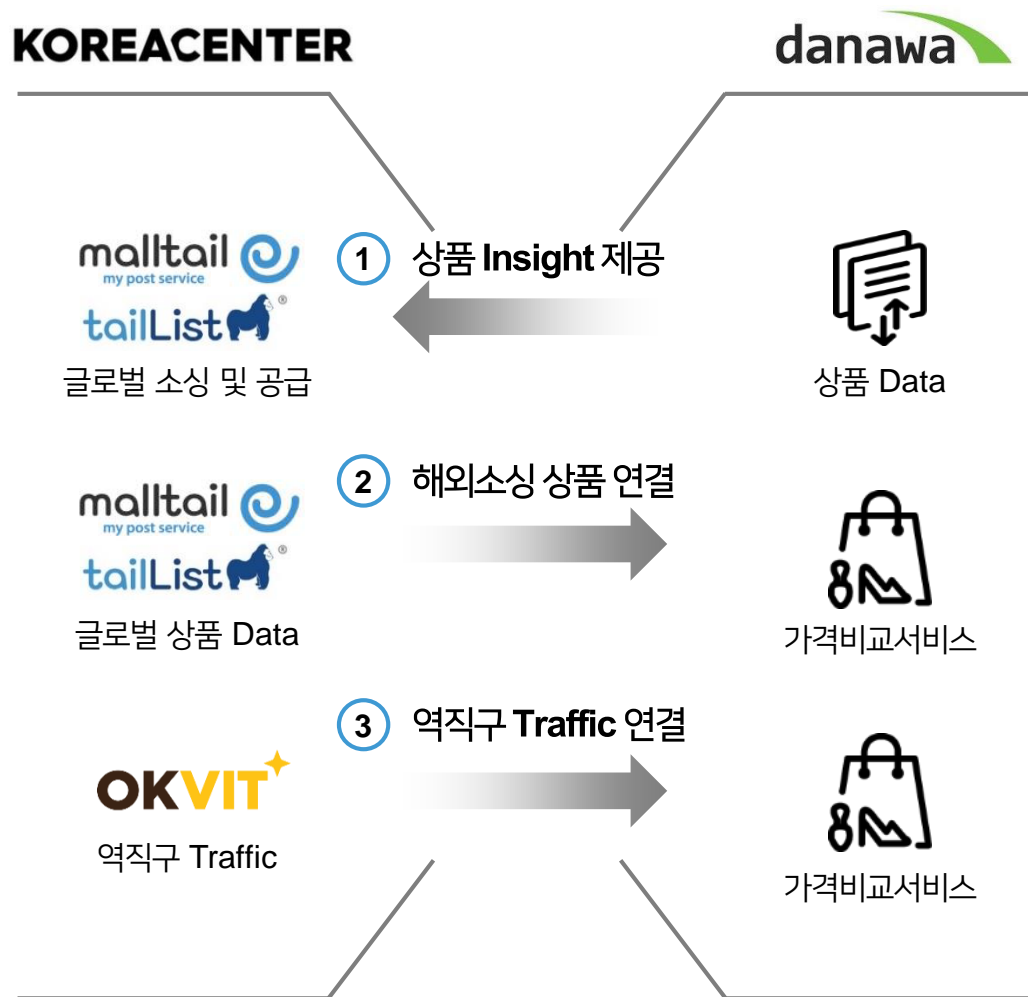 KOREACENTER
danawa
malltail
my post service
tailList®
글로벌 소싱 및 공급
1 상품 Insight 제공
상품 Data
malltail
my post service
tailList®
글로벌 상품 Data
2 해외소싱 상품 연결
가격비교서비스
OKVIT
역직구 Traffic
3 역직구 Traffic 연결
가격비교서비스